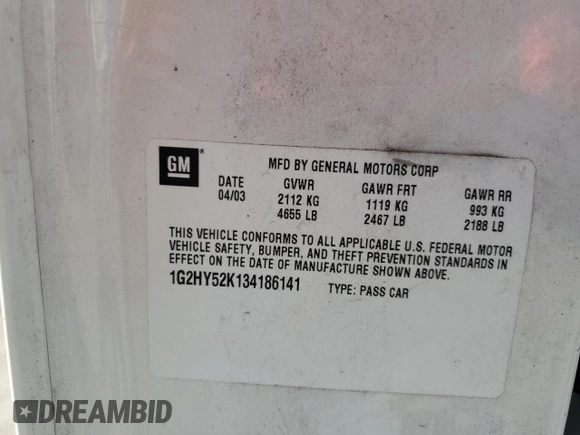 GM ®
MFD BY GENERAL MOTORS CORP
DATE GVWR GAWR FRT GAWR RR
04/03 2112 KG 1119 KG 993 KG
4655 LB 2467 LB 2188 LB
THIS VEHICLE CONFORMS TO ALL APPLICABLE U.S. FEDERAL MOTOR
VEHICLE SAFETY, BUMPER, AND THEFT PREVENTION STANDARDS IN
EFFECT ON THE DATE OF MANUFACTURE SHOWN ABOVE.
1G2HY52K134186141 TYPE: PASS CAR
DREAMBID